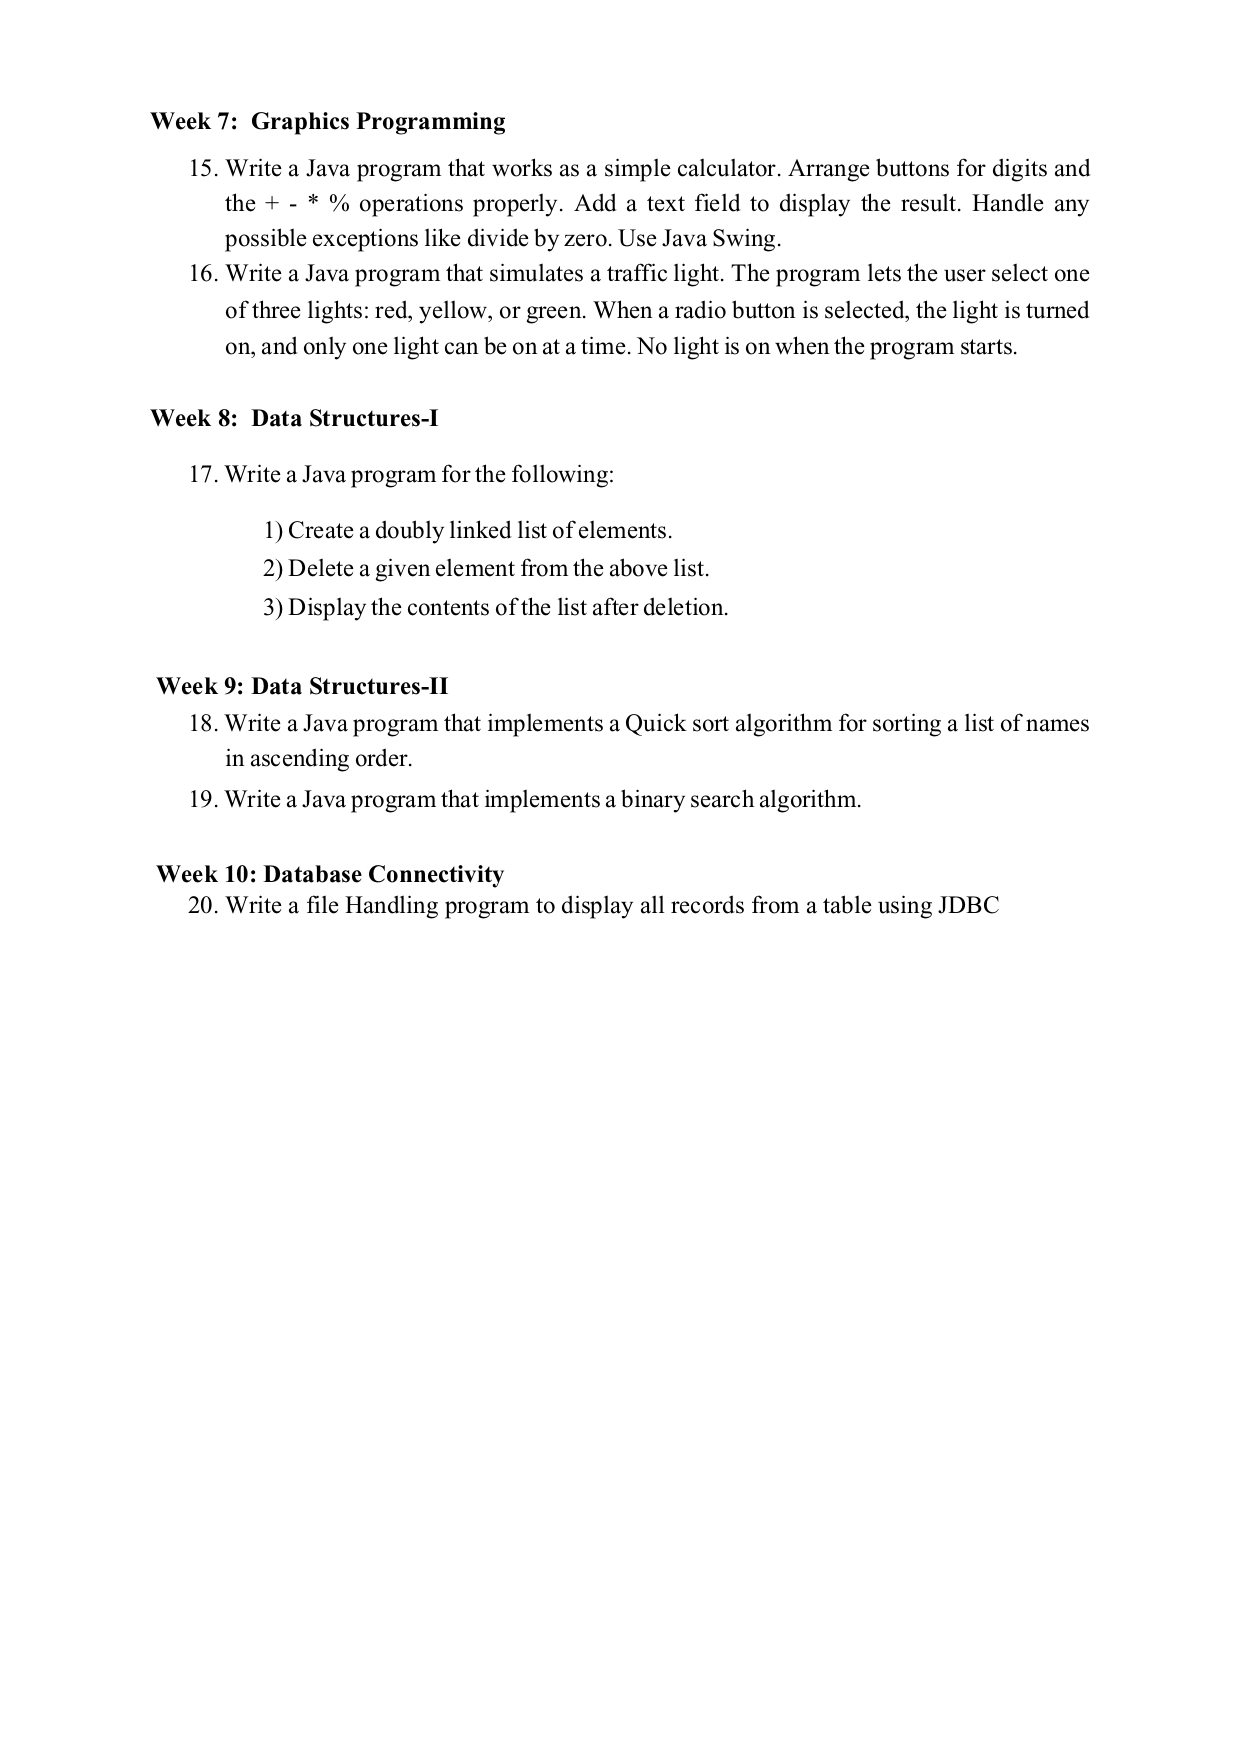 Week 7:  Graphics Programming
15. Write a Java program that works as a simple calculator. Arrange buttons for digits and
the + - * % operations properly. Add a text field to display the result. Handle any
possible exceptions like divide by zero. Use Java Swing.
16. Write a Java program that simulates a traffic light. The program lets the user select one
of three lights: red, yellow, or green. When a radio button is selected, the light is turned
on, and only one light can be on at a time. No light is on when the program starts.
Week 8:  Data Structures-I
17. Write a Java program for the following:
1) Create a doubly linked list of elements.
2) Delete a given element from the above list.
3) Display the contents of the list after deletion.
Week 9: Data Structures-II
18. Write a Java program that implements a Quick sort algorithm for sorting a list of names
in ascending order.
19. Write a Java program that implements a binary search algorithm.
Week 10: Database Connectivity
20. Write a file Handling program to display all records from a table using JDBC